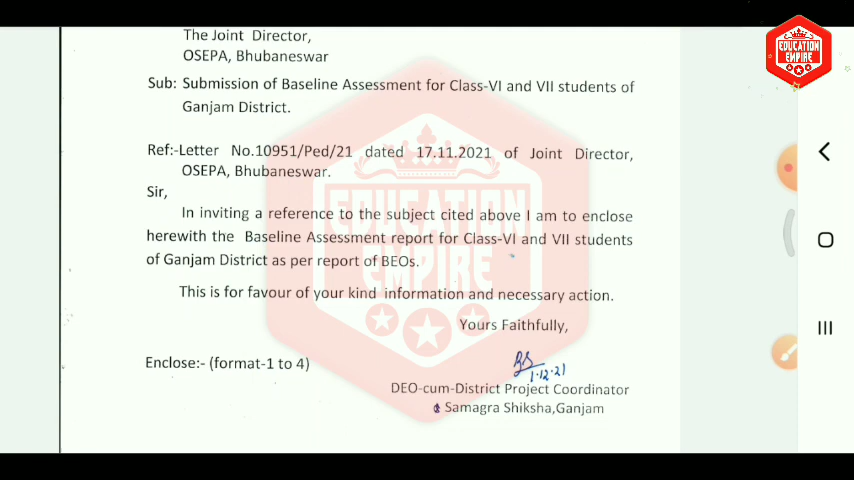 The Joint Director,
OSEPA, Bhubaneswar
Sub: Submission of Baseline Assessment for Class-VI and VII students of
Ganjam District.
Ref:-Letter No.10951/Ped/21 dated 17.11.2021 of Joint Director,
OSEPA, Bhubaneswar.
Sir,
In inviting a reference to the subject cited above I am to enclose
herewith the Baseline Assessment report for Class-VI and VII students
of Ganjam District as per report of BEOs.
This is for favour of your kind information and necessary action.
Yours Faithfully,
Enclose:- (format-1 to 4)
1.12.21
DEO-cum-District Project Coordinator
Samagra Shiksha,Ganjam
EDUCATION
EMPIRE
EDUCATION
EMPIRE